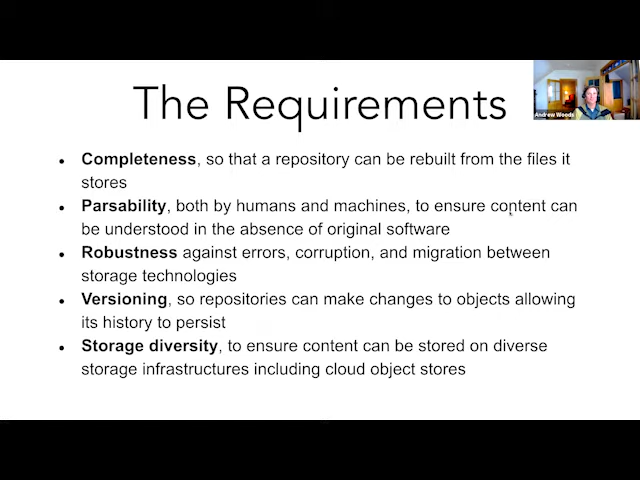 The Requirements
Andrew Woods
• Completeness, so that a repository can be rebuilt from the files it
stores
• Parsability, both by humans and machines, to ensure content can
be understood in the absence of original software
• Robustness against errors, corruption, and migration between
storage technologies
• Versioning, so repositories can make changes to objects allowing
its history to persist
• Storage diversity, to ensure content can be stored on diverse
storage infrastructures including cloud object stores